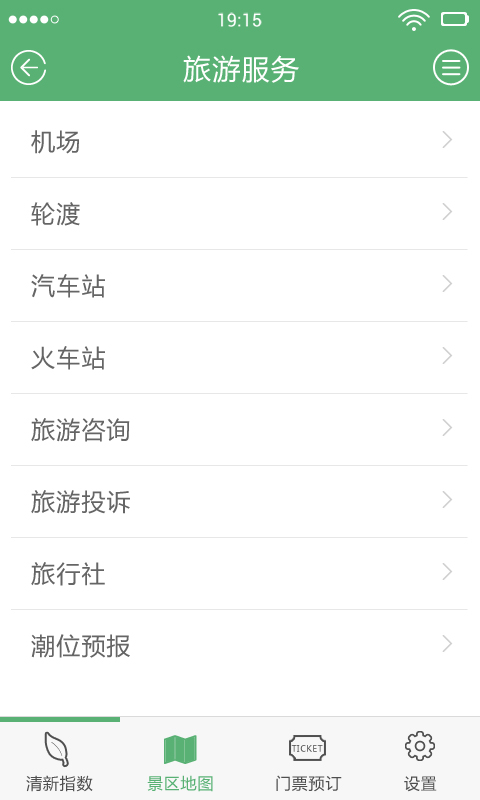 19:15
旅游服务
机场
轮渡
汽车站
火车站
旅游咨询
旅游投诉
旅行社
潮位预报
TICKET
清新指数
景区地图
门票预订
设置